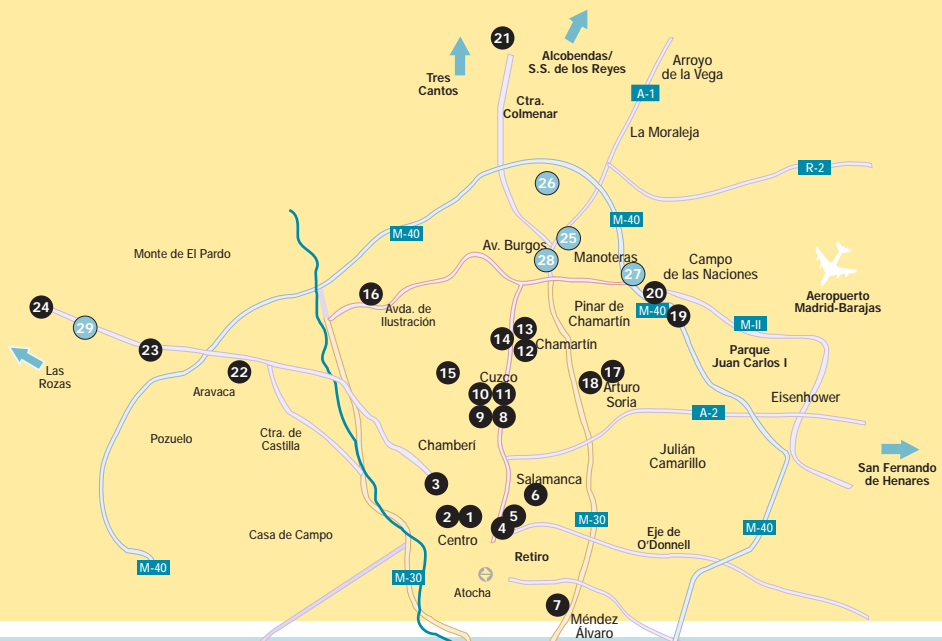 21
Alcobendas/
S.S. de los Reyes
Tres
Cantos
Arroyo
de la Vega
A-1
Ctra.
Colmenar
La Moraleja
R-2
26
M-40
M-40
Monte de El Pardo
Av. Burgos
25
28
Manoteras
27
Campo
de las Naciones
16
Avda. de
Ilustración
20
M-40
19
Aeropuerto
Madrid-Barajas
24
29
23
Pinar de
Chamartín
13
14
12
Chamartín
M-II
Parque
Juan Carlos I
Las
Rozas
22
Aravaca
15
Cuzco
17
18
Arturo
Soria
10
11
9
8
Eisenhower
A-2
Pozuelo
Ctra. de
Castilla
Chamberí
Julián
Camarillo
San Fernando
de Henares
3
Salamanca
6
2
1
5
4
Centro
M-30
M-40
Casa de Campo
Eje de
O'Donnell
Retiro
M-40
M-30
Atocha
7
Méndez
Álvaro